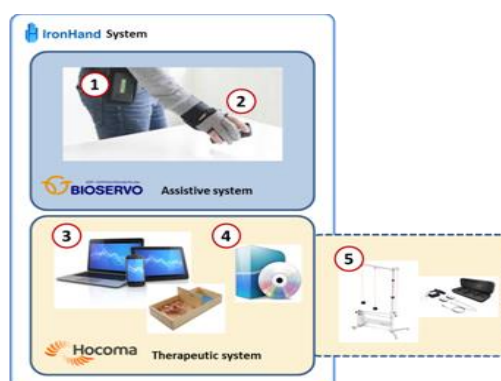 IronHand System
1
2
BIOSERVO Assistive system
3
4
5
Hocoma Therapeutic system